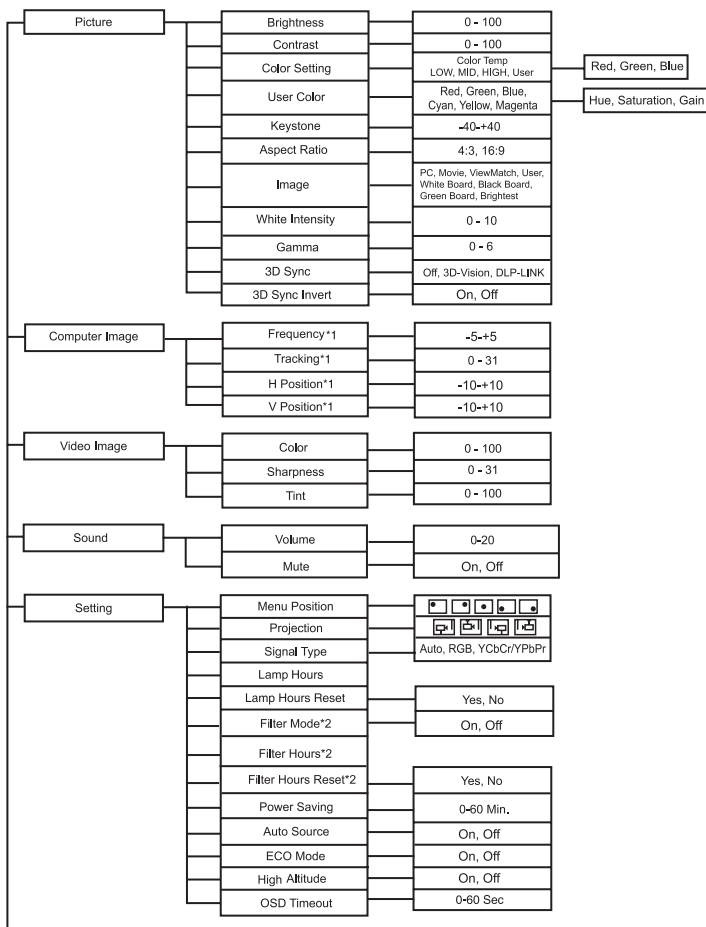 Picture
Brightness
0 - 100
Contrast
0 - 100
Color Setting
Color Temp
LOW, MID, HIGH, User
Red, Green, Blue
User Color
Red, Green, Blue,
Cyan, Yellow, Magenta
Hue, Saturation, Gain
Keystone
-40-+40
Aspect Ratio
4:3, 16:9
Image
PC, Movie, ViewMatch, User,
White Board, Black Board,
Green Board, Brightest
White Intensity
0 - 10
Gamma
0 - 6
3D Sync
Off, 3D-Vision, DLP-LINK
3D Sync Invert
On, Off
Computer Image
Frequency*1
-5-+5
Tracking*1
0 - 31
H Position*1
-10-+10
V Position*1
-10-+10
Video Image
Color
0 - 100
Sharpness
0 - 31
Tint
0 - 100
Sound
Volume
0-20
Mute
On, Off
Setting
Menu Position
Projection
Signal Type
Auto, RGB, YCbCr/YPbPr
Lamp Hours
Lamp Hours Reset
Yes, No
Filter Mode*2
On, Off
Filter Hours*2
Filter Hours Reset*2
Yes, No
Power Saving
0-60 Min.
Auto Source
On, Off
ECO Mode
On, Off
High Altitude
On, Off
OSD Timeout
0-60 Sec